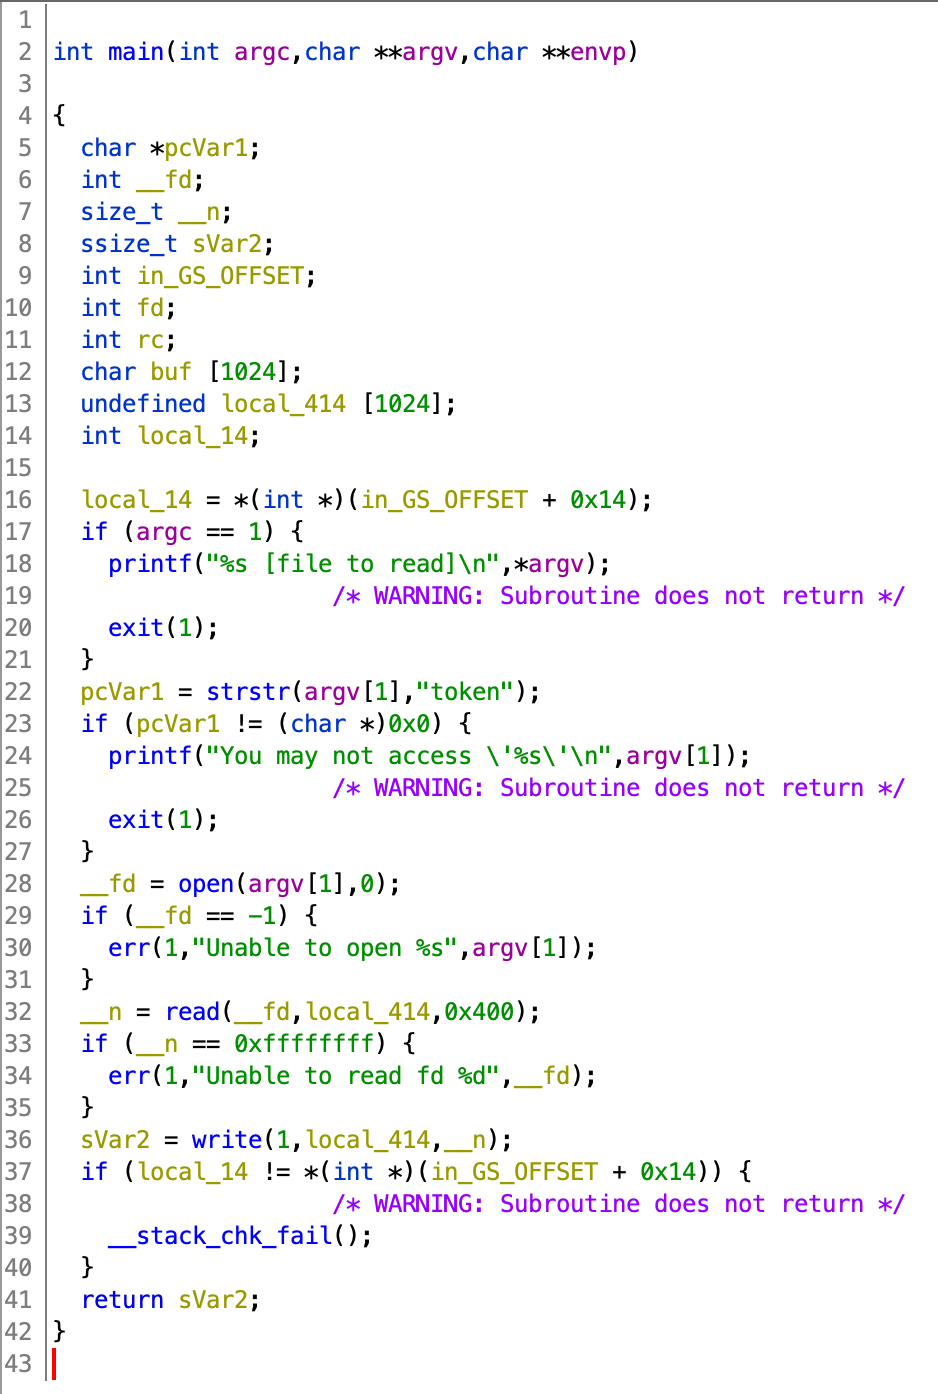 1
2 int main(int argc,char **argv,char **envp)
3
4 {
5 char *pcVar1;
6 int __fd;
7 size_t __n;
8 ssize_t sVar2;
9 int in_GS_OFFSET;
10 int fd;
11 int rc;
12 char buf [1024];
13 undefined local_414 [1024];
14 int local_14;
15
16 local_14 = *(int *)(in_GS_OFFSET + 0x14);
17 if (argc == 1) {
18 printf("%s [file to read]\n",*argv);
19 /* WARNING: Subroutine does not return */
20 exit(1);
21 }
22 pcVar1 = strstr(argv[1],"token");
23 if (pcVar1 != (char *)0x0) {
24 printf("You may not access \'%s\'\n",argv[1]);
25 /* WARNING: Subroutine does not return */
26 exit(1);
27 }
28 __fd = open(argv[1],0);
29 if (__fd == -1) {
30 err(1,"Unable to open %s",argv[1]);
31 }
32 __n = read(__fd,local_414,0x400);
33 if (__n == 0xffffffff) {
34 err(1,"Unable to read fd %d",__fd);
35 }
36 sVar2 = write(1,local_414,__n);
37 if (local_14 != *(int *)(in_GS_OFFSET + 0x14)) {
38 /* WARNING: Subroutine does not return */
39 __stack_chk_fail();
40 }
41 return sVar2;
42 }
43